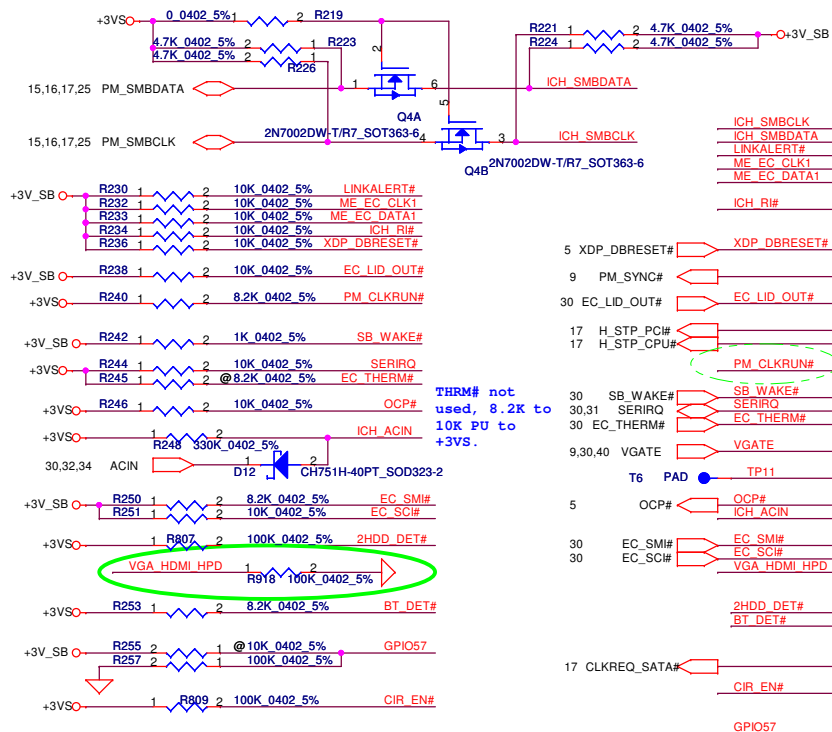 +3VS 0_0402_5% 1 2 R219
4.7K_0402_5% 1 2 R223
4.7K_0402_5% 1 2 R226
R221 1 2 4.7K_0402_5% +3V_SB
R224 1 2 4.7K_0402_5%
2
15,16,17,25 PM_SMBDATA 1 6 ICH_SMBDATA
Q4A 5
15,16,17,25 PM_SMBCLK 2N7002DW-T/R7_SOT363-6 4 3 ICH_SMBCLK
Q4B 2N7002DW-T/R7_SOT363-6
+3V_SB R230 1 2 10K_0402_5% LINKALERT#
R232 1 2 10K_0402_5% ME_EC_CLK1
R233 1 2 10K_0402_5% ME_EC_DATA1
R234 1 2 10K_0402_5% ICH_RI#
R236 1 2 10K_0402_5% XDP_DBRESET#
+3V_SB R238 1 2 10K_0402_5% EC_LID_OUT#
+3VS R240 1 2 8.2K_0402_5% PM_CLKRUN#
+3V_SB R242 1 2 1K_0402_5% SB_WAKE#
+3VS R244 1 2 10K_0402_5% SERIRQ
R245 1 2 @ 8.2K_0402_5% EC_THERM#
+3VS R246 1 2 10K_0402_5% OCP#
THRM# not
used, 8.2K to
10K PU to
+3VS.
+3VS 1 2 ICH_ACIN
R248 330K_0402_5%
30,32,34 ACIN 1 2
D12 CH751H-40PT_SOD323-2
+3V_SB R250 1 2 8.2K_0402_5% EC_SMI#
R251 1 2 10K_0402_5% EC_SCI#
+3VS R807 1 2 100K_0402_5% 2HDD_DET#
VGA_HDMI_HPD 1 2
R918 100K_0402_5%
+3VS R253 1 2 8.2K_0402_5% BT_DET#
+3V_SB R255 1 2 @ 10K_0402_5% GPIO57
R257 2 1 100K_0402_5%
+3VS R809 1 2 100K_0402_5% CIR_EN#
ICH_SMBCLK
ICH_SMBDATA
LINKALERT#
ME_EC_CLK1
ME_EC_DATA1
ICH_RI#
5 XDP_DBRESET# XDP_DBRESET#
9 PM_SYNC#
30 EC_LID_OUT# EC_LID_OUT#
17 H_STP_PCI#
17 H_STP_CPU#
PM_CLKRUN#
30 SB_WAKE# SB_WAKE#
30,31 SERIRQ SERIRQ
30 EC_THERM# EC_THERM#
9,30,40 VGATE VGATE
T6 PAD TP11
5 OCP# OCP#
ICH_ACIN
30 EC_SMI# EC_SMI#
30 EC_SCI# EC_SCI#
VGA_HDMI_HPD
2HDD_DET#
BT_DET#
17 CLKREQ_SATA#
CIR_EN#
GPIO57